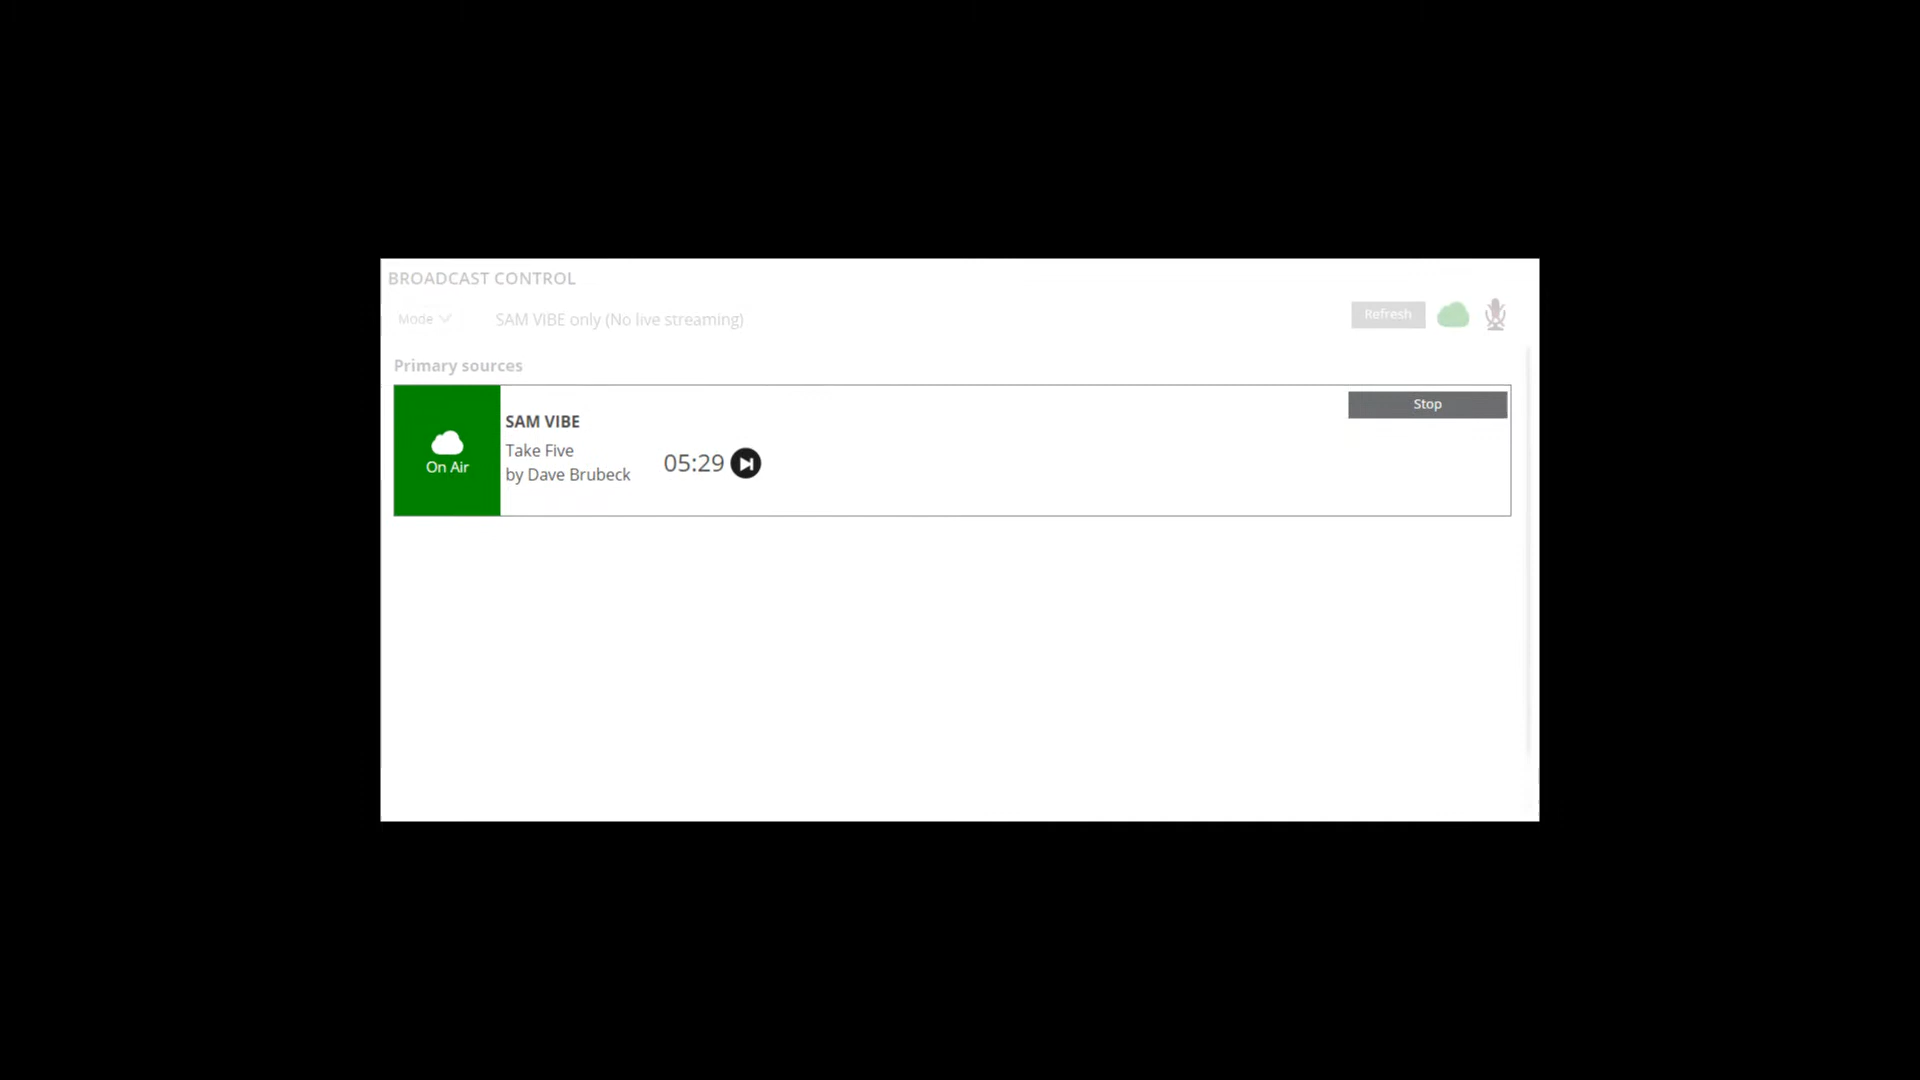 BROADCAST CONTROL
Mode
SAM VIBE only (No live streaming)
Refresh
Primary sources
On Air
SAM VIBE
Take Five
by Dave Brubeck
05:29
Stop